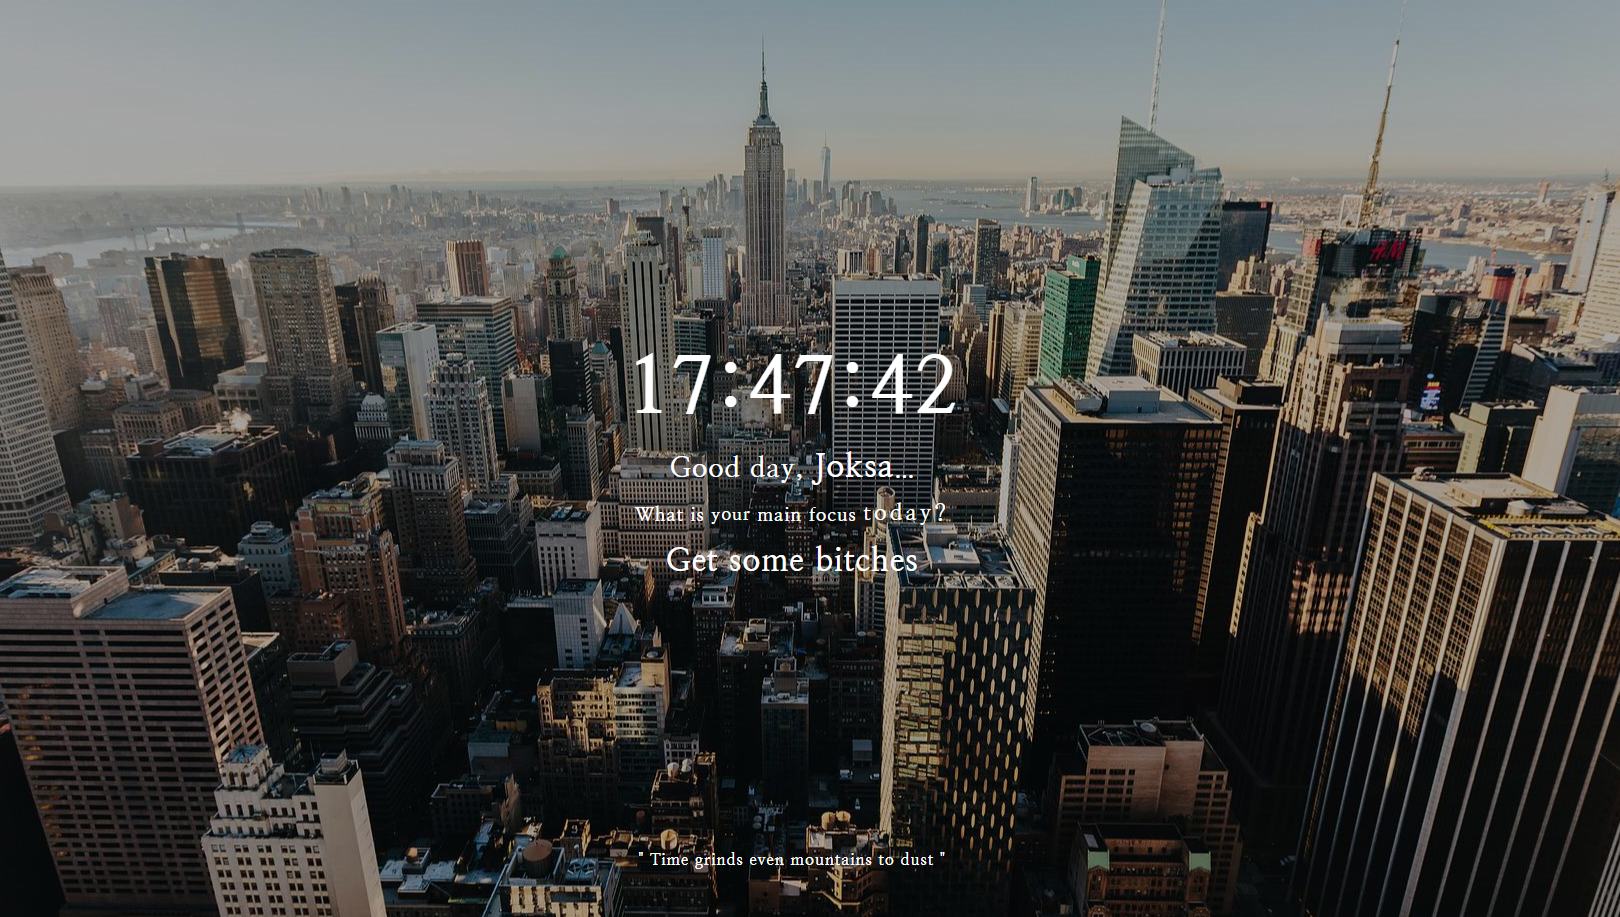 H&M
17:47:42
Good day, Joksa...
What is your main focus today?
Get some bitches
" Time grinds even mountains to dust "